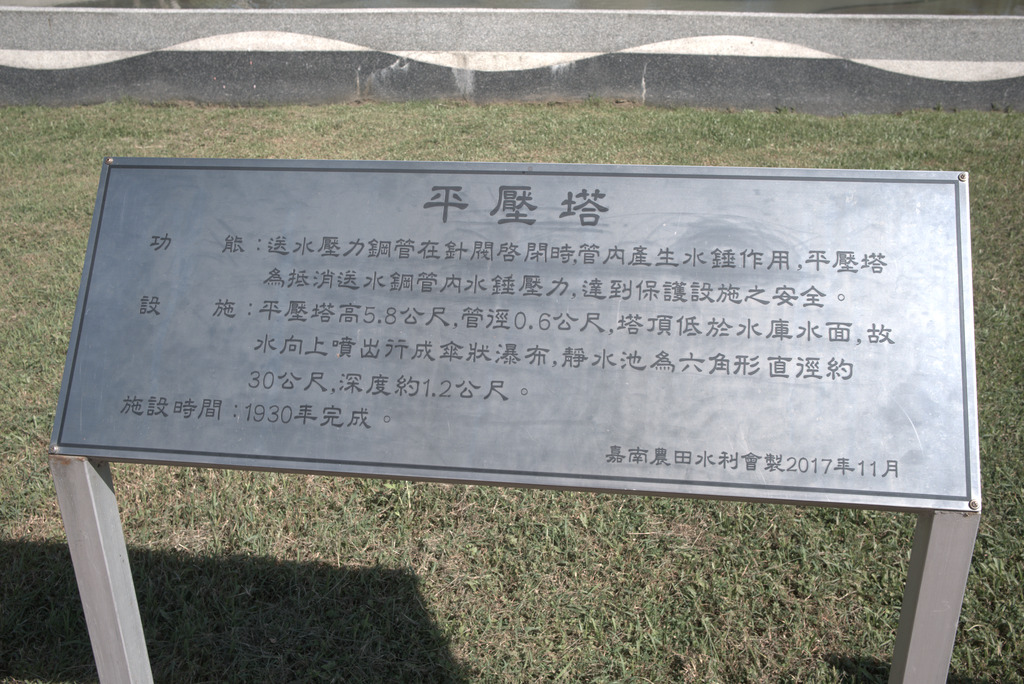 平壓塔
功能：送水壓力鋼管在針閥啓閉時,管内產生水錘作用,平壓塔
為抵消送水鋼管內水錘壓力,達到保護設施之安全。
設施：平壓塔高5.8公尺,管徑0.6公尺,塔頂低於水庫水面,故
水向上噴出行成傘狀瀑布,靜水池為六角形直徑約
30公尺,深度約1.2公尺。
施設時間：1930年完成。
嘉南農田水利會製2017年11月